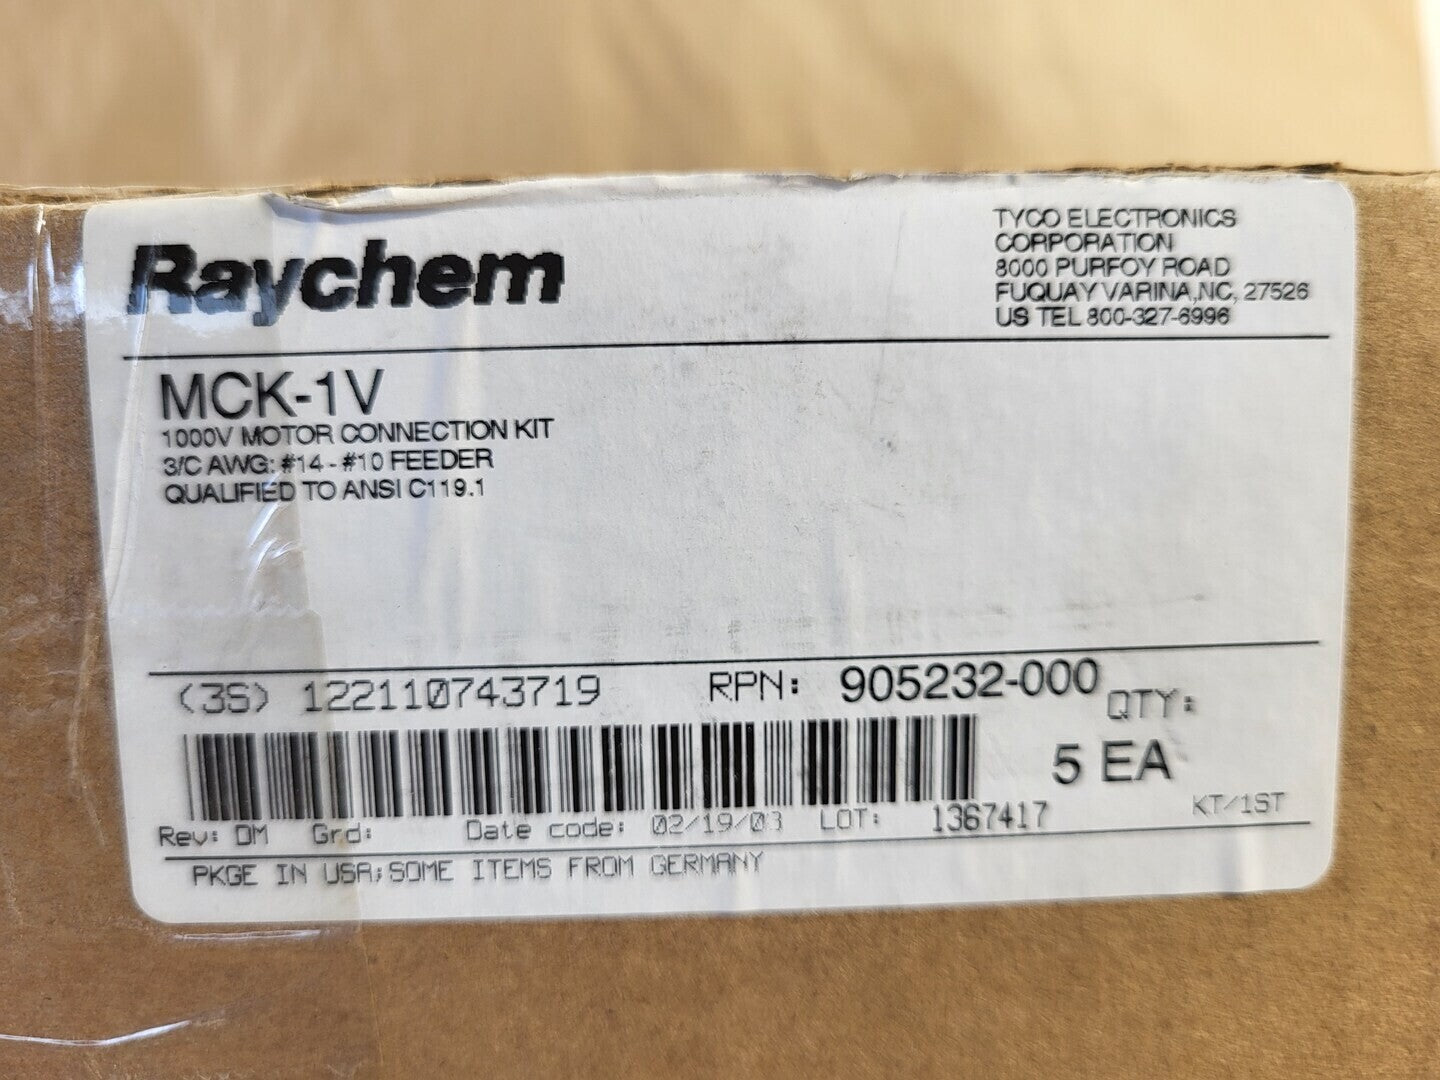 Raychem
TYCO ELECTRONICS
CORPORATION
8000 PURFOY ROAD
FUQUAY VARINA,NC, 27526
US TEL 800-327-6996
MCK-1V
1000V MOTOR CONNECTION KIT
3/C AWG: #14 - #10 FEEDER
QUALIFIED TO ANSI C119.1
(3S) 122110743719
RPN: 905232-000
QTY:
5 EA
Rev: DM Grd: Date code: 02/19/03 LOT: 1367417
KT/1ST
PKGE IN USA;SOME ITEMS FROM GERMANY